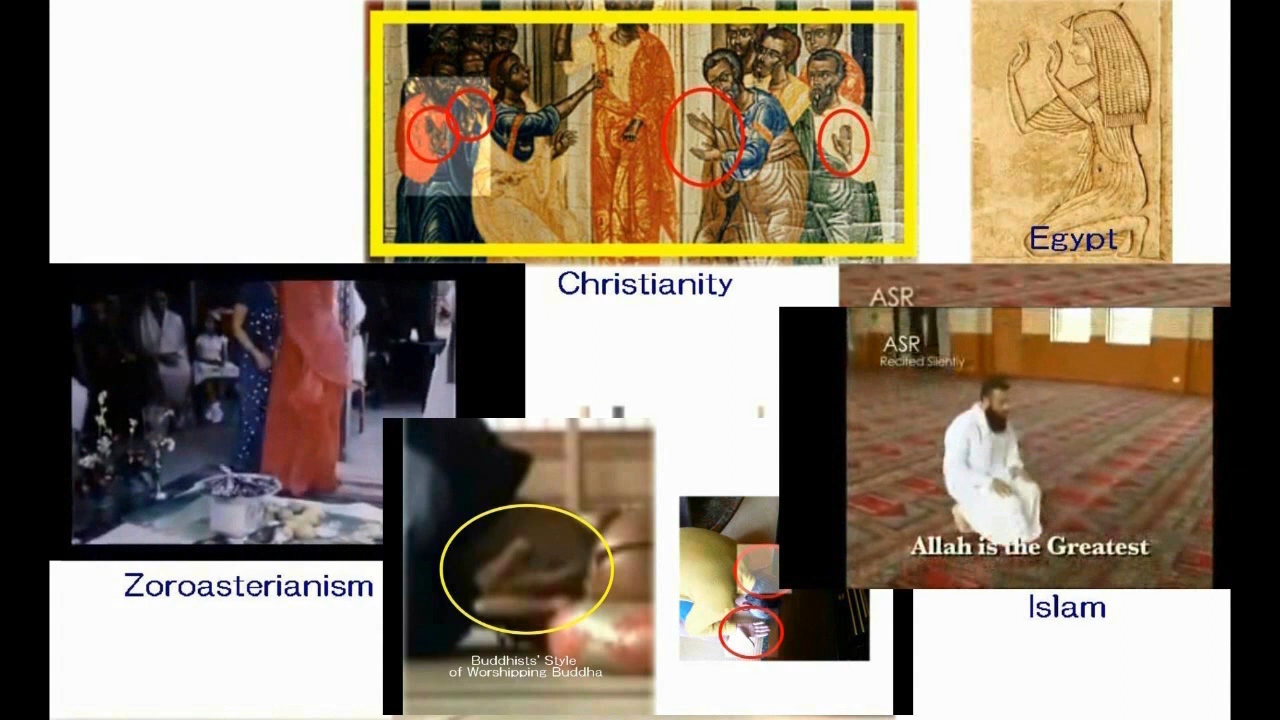 Egypt
Christianity
ASR
ASR
Recited Silently
Allah is the Greatest
Zoroasterianism
Islam
Buddhists' Style
of Worshipping Buddha